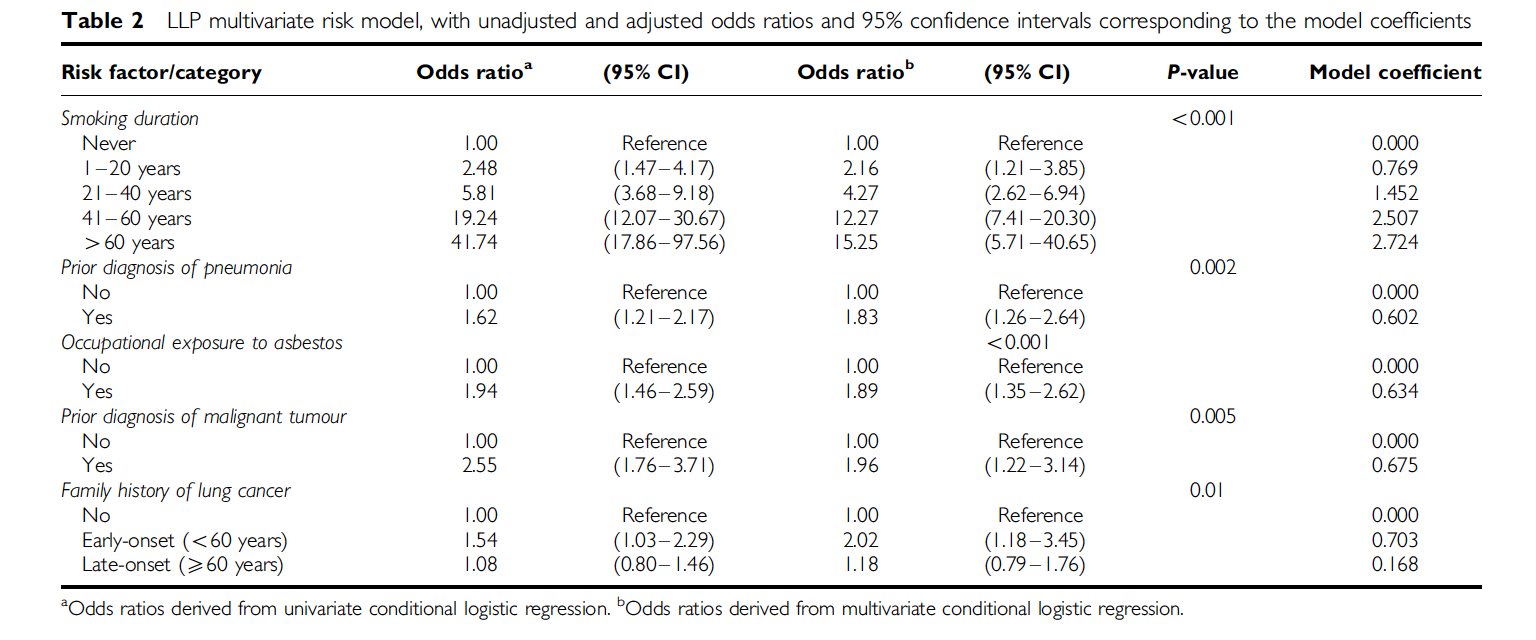 Table 2 LLP multivariate risk model, with unadjusted and adjusted odds ratios and 95% confidence intervals corresponding to the model coefficients
Risk factor/category Odds ratioᵃ (95% CI) Odds ratioᵇ (95% CI) P-value Model coefficient
Smoking duration <0.001
Never 1.00 Reference 1.00 Reference 0.000
1–20 years 2.48 (1.47–4.17) 2.16 (1.21–3.85) 0.769
21–40 years 5.81 (3.68–9.18) 4.27 (2.62–6.94) 1.452
41–60 years 19.24 (12.07–30.67) 12.27 (7.41–20.30) 2.507
>60 years 41.74 (17.86–97.56) 15.25 (5.71–40.65) 2.724
Prior diagnosis of pneumonia 0.002
No 1.00 Reference 1.00 Reference 0.000
Yes 1.62 (1.21–2.17) 1.83 (1.26–2.64) 0.602
Occupational exposure to asbestos <0.001
No 1.00 Reference 1.00 Reference 0.000
Yes 1.94 (1.46–2.59) 1.89 (1.35–2.62) 0.634
Prior diagnosis of malignant tumour 0.005
No 1.00 Reference 1.00 Reference 0.000
Yes 2.55 (1.76–3.71) 1.96 (1.22–3.14) 0.675
Family history of lung cancer 0.01
No 1.00 Reference 1.00 Reference 0.000
Early-onset (<60 years) 1.54 (1.03–2.29) 2.02 (1.18–3.45) 0.703
Late-onset (⩾60 years) 1.08 (0.80–1.46) 1.18 (0.79–1.76) 0.168
ᵃOdds ratios derived from univariate conditional logistic regression. ᵇOdds ratios derived from multivariate conditional logistic regression.